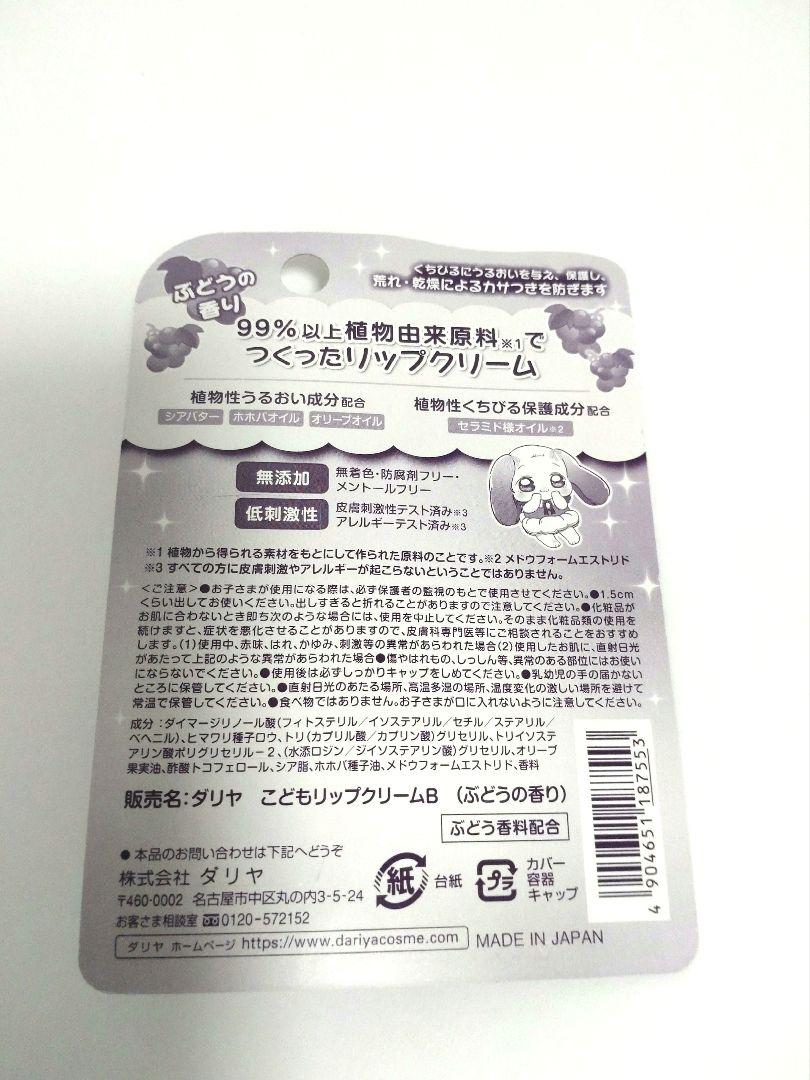 ぶどうの
香り
くちびるにうるおいを与え、保護し、
荒れ・乾燥によるカサつきを防ぎます
99%以上植物由来原料※1で
つくったリップクリーム
植物性うるおい成分配合
シアバター ホホバオイル オリーブオイル
植物性くちびる保護成分配合
セラミド様オイル※2
無添加
無着色・防腐剤フリー・
メントールフリー
低刺激性
皮膚刺激性テスト済み※3
アレルギーテスト済み※3
※1 植物から得られる素材をもとにして作られた原料のことです。※2 メドウフォームエストリド
※3 すべての方に皮膚刺激やアレルギーが起こらないということではありません。
<ご注意>●お子さまが使用になる際は、必ず保護者の監視のもとで使用させてください。●1.5cm
くらい出してお使いください。出しすぎると折れることがありますので注意してください。●化粧品が
お肌に合わないとき即ち次のような場合には、使用を中止してください。そのまま化粧品類の使用を
続けますと、症状を悪化させることがありますので、皮膚科専門医等にご相談されることをおすすめ
します。(1)使用中、赤味、はれ、かゆみ、刺激等の異常があらわれた場合(2)使用したお肌に、直射日光
があたって上記のような異常があらわれた場合●傷やはれもの、しっしん等、異常のある部位にはお使い
にならないでください。●使用後は必ずしっかりキャップをしめてください。●乳幼児の手の届かない
ところに保管してください。●直射日光のあたる場所、高温多湿の場所、温度変化の激しい場所を避けて
常温で保管してください。●食べ物ではありません。お子さまが口に入れないように注意してください。
成分:ダイマージリノール酸(フィトステリル/イソステアリル/セチル/ステアリル/
ベヘニル)、ヒマワリ種子ロウ、トリ(カプリル酸/カプリン酸)グリセリル、トリイソステ
アリン酸ポリグリセリル-2、(水添ロジン/ジイソステアリン酸)グリセリル、オリーブ
果実油、酢酸トコフェロール、シア脂、ホホバ種子油、メドウフォームエストリド、香料
販売名:ダリヤ こどもリップクリームB (ぶどうの香り)
ぶどう香料配合
●本品のお問い合わせは下記へどうぞ
株式会社 ダリヤ
〒460-0002 名古屋市中区丸の内3-5-24
お客さま相談室 0120-572152
ダリヤ ホームページ https://www.dariyacosme.com/
紙 台紙
プラ
カバー
容器
キャップ
MADE IN JAPAN
4 904651 187553